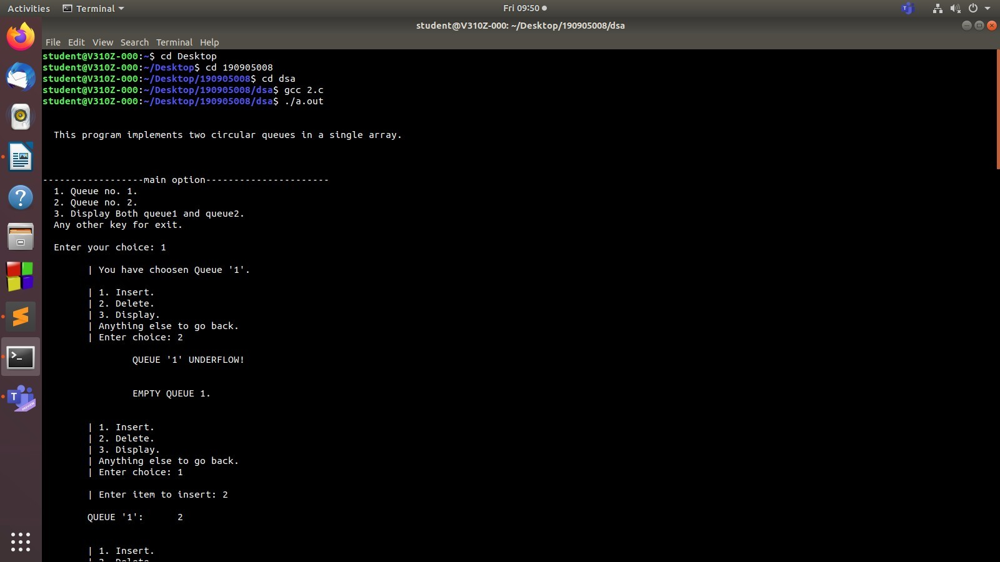 Activities Terminal Fri 09:50
student@V310Z-000: ~/Desktop/190905008/dsa
File Edit View Search Terminal Help
student@V310Z-000:~$ cd Desktop
student@V310Z-000:~/Desktop$ cd 190905008
student@V310Z-000:~/Desktop/190905008$ cd dsa
student@V310Z-000:~/Desktop/190905008/dsa$ gcc 2.c
student@V310Z-000:~/Desktop/190905008/dsa$ ./a.out
This program implements two circular queues in a single array.
------------------main option----------------------
1. Queue no. 1.
2. Queue no. 2.
3. Display Both queue1 and queue2.
Any other key for exit.
Enter your choice: 1
| You have choosen Queue '1'.
| 1. Insert.
| 2. Delete.
| 3. Display.
| Anything else to go back.
| Enter choice: 2
QUEUE '1' UNDERFLOW!
EMPTY QUEUE 1.
| 1. Insert.
| 2. Delete.
| 3. Display.
| Anything else to go back.
| Enter choice: 1
| Enter item to insert: 2
QUEUE '1': 2
| 1. Insert.
| 2. Delete.